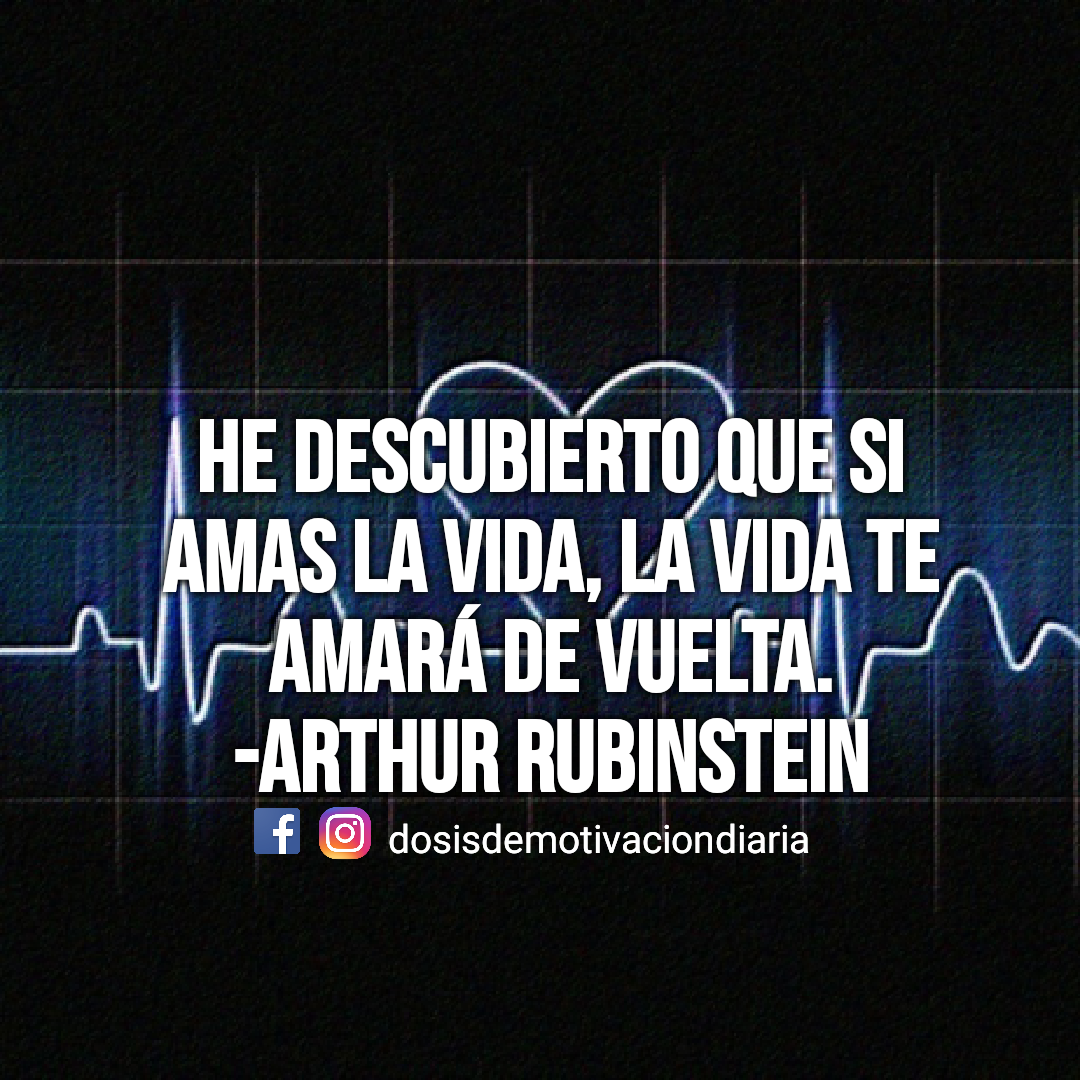 HE DESCUBIERTO QUE SI
AMAS LA VIDA, LA VIDA TE
AMARÁ DE VUELTA.
-ARTHUR RUBINSTEIN
dosisdemotivaciondiaria